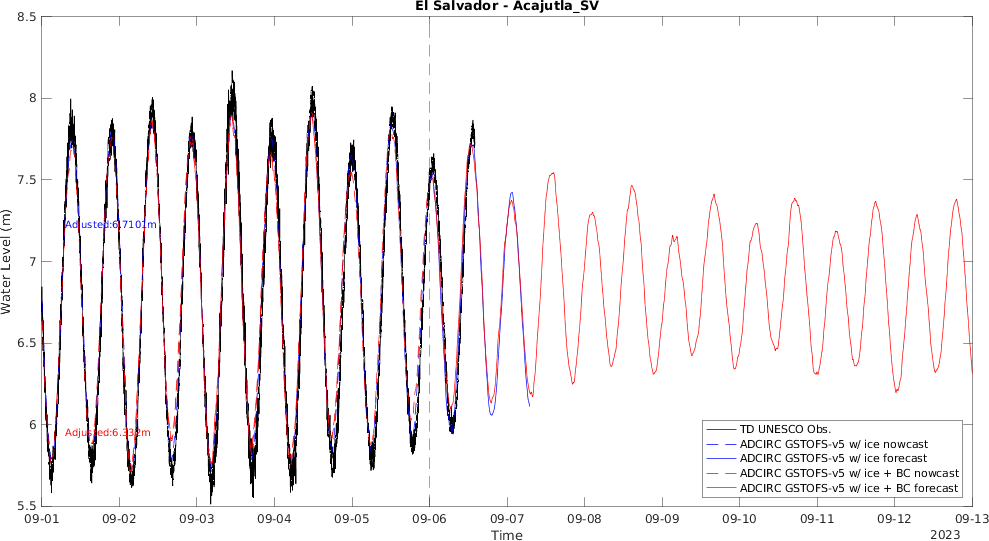 El Salvador - Acajutla_SV
8.5
8
7.5
7
6.5
6
5.5
Water Level (m)
Adjusted:6.7101m
Adjusted:6.332m
TD UNESCO Obs.
ADCIRC GSTOFS-v5 w/ ice nowcast
ADCIRC GSTOFS-v5 w/ ice forecast
ADCIRC GSTOFS-v5 w/ ice + BC nowcast
ADCIRC GSTOFS-v5 w/ ice + BC forecast
09-01 09-02 09-03 09-04 09-05 09-06 09-07 09-08 09-09 09-10 09-11 09-12 09-13
Time
2023